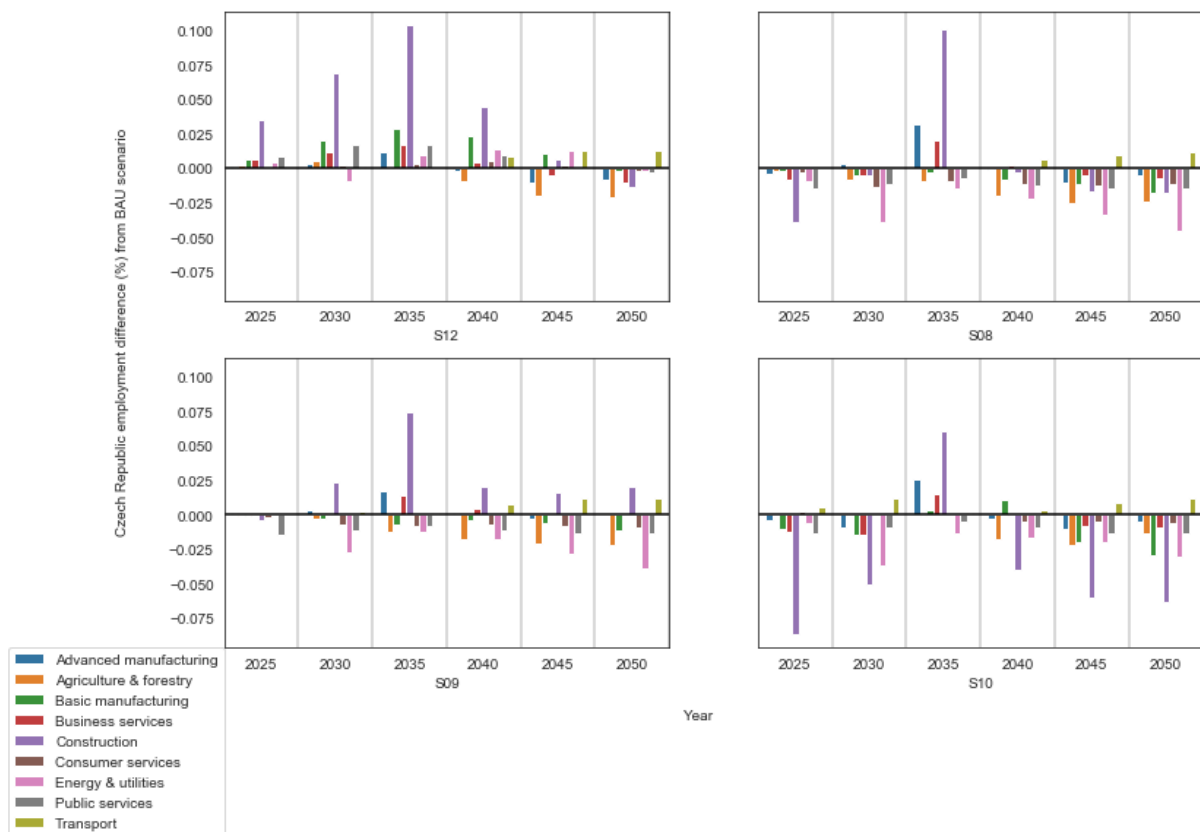 Czech Republic employment difference (%) from BAU scenario
0.100
0.075
0.050
0.025
0.000
−0.025
−0.050
−0.075
2025 2030 2035 2040 2045 2050
S12
2025 2030 2035 2040 2045 2050
S08
0.100
0.075
0.050
0.025
0.000
−0.025
−0.050
−0.075
2025 2030 2035 2040 2045 2050
S09
2025 2030 2035 2040 2045 2050
S10
Year
Advanced manufacturing
Agriculture & forestry
Basic manufacturing
Business services
Construction
Consumer services
Energy & utilities
Public services
Transport